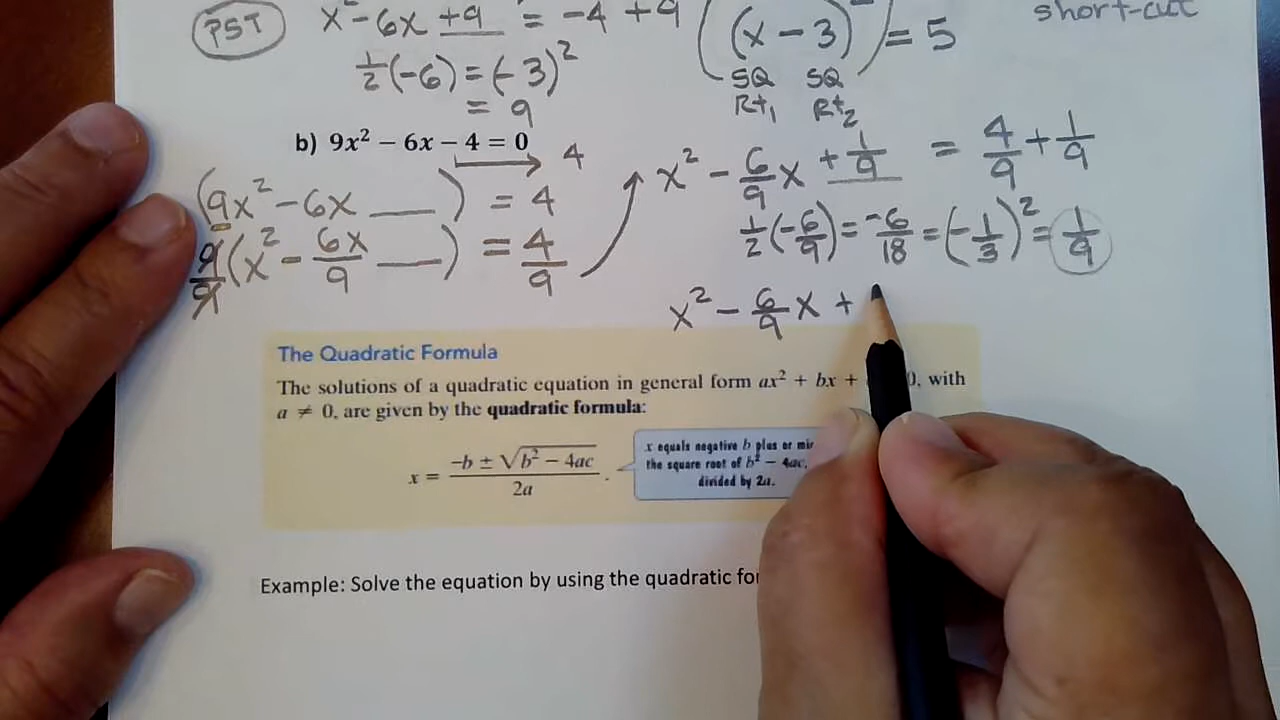 PST x² - 6x + 9 = -4 + 9 (x - 3)² = 5 short-cut
½(-6) = (-3)² SQ SQ
= 9 Rt₁ Rt₂
b) 9x² − 6x − 4 = 0 4
(9x² - 6x ___ ) = 4
9/9(x² - 6x/9 ___ ) = 4/9
x² - 6/9 x + 1/9 = 4/9 + 1/9
½(-6/9) = -6/18 = (-1/3)² = 1/9
x² - 6/9 x +
The Quadratic Formula
The solutions of a quadratic equation in general form ax² + bx + 0, with
a ≠ 0, are given by the quadratic formula:
x = (−b ± √(b² − 4ac)) / 2a .
x equals negative b plus or
the square root of b² − 4ac,
divided by 2a.
Example: Solve the equation by using the quadratic